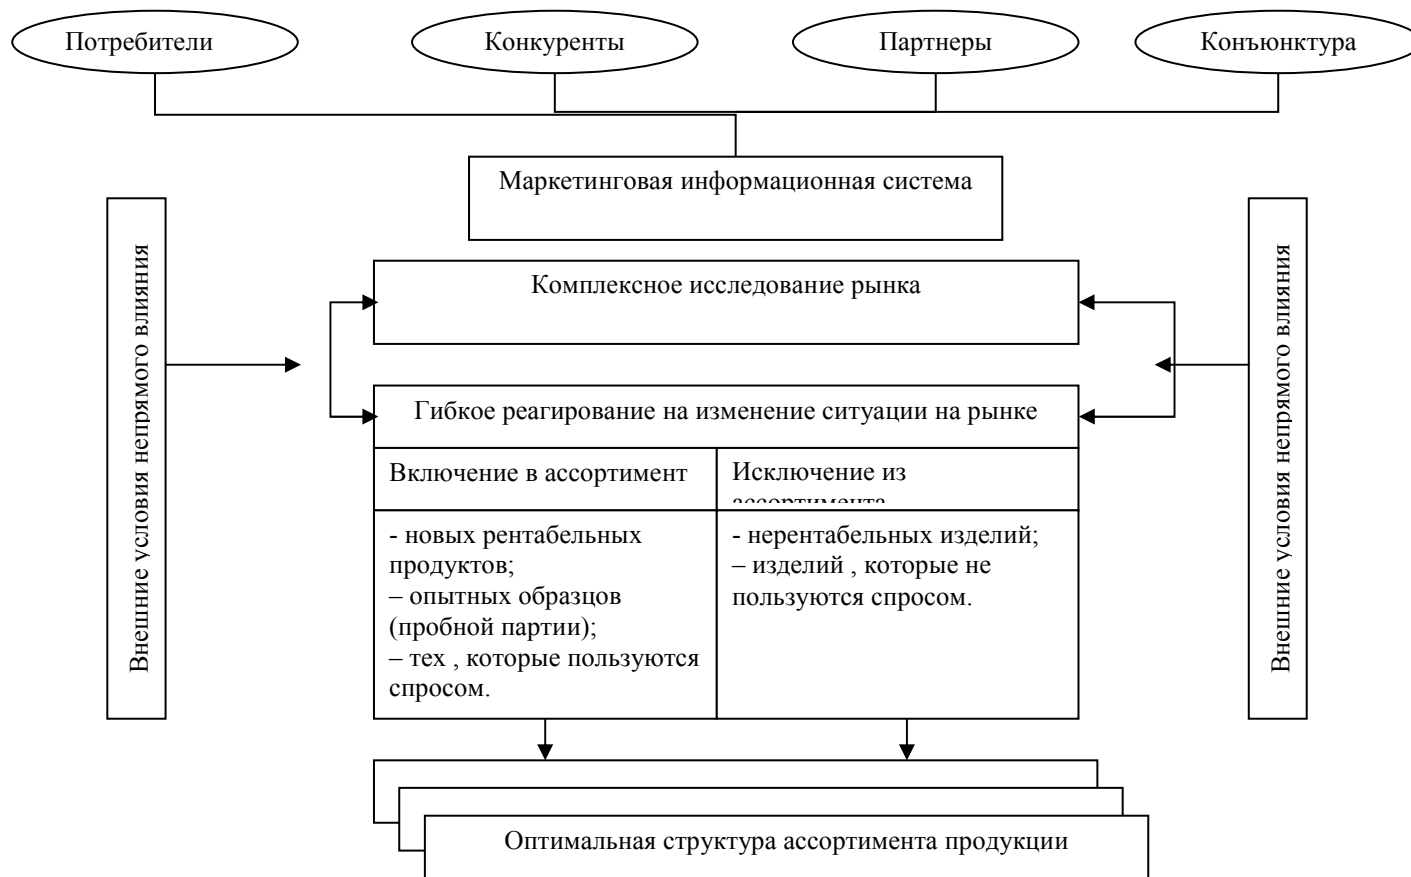 Потребители
Конкуренты
Партнеры
Конъюнктура
Маркетинговая информационная система
Внешние условия непрямого влияния
Внешние условия непрямого влияния
Комплексное исследование рынка
Гибкое реагирование на изменение ситуации на рынке
Включение в ассортимент
Исключение из
ассортимента
- новых рентабельных
продуктов;
– опытных образцов
(пробной партии);
– тех , которые пользуются
спросом.
- нерентабельных изделий;
– изделий , которые не
пользуются спросом.
Оптимальная структура ассортимента продукции